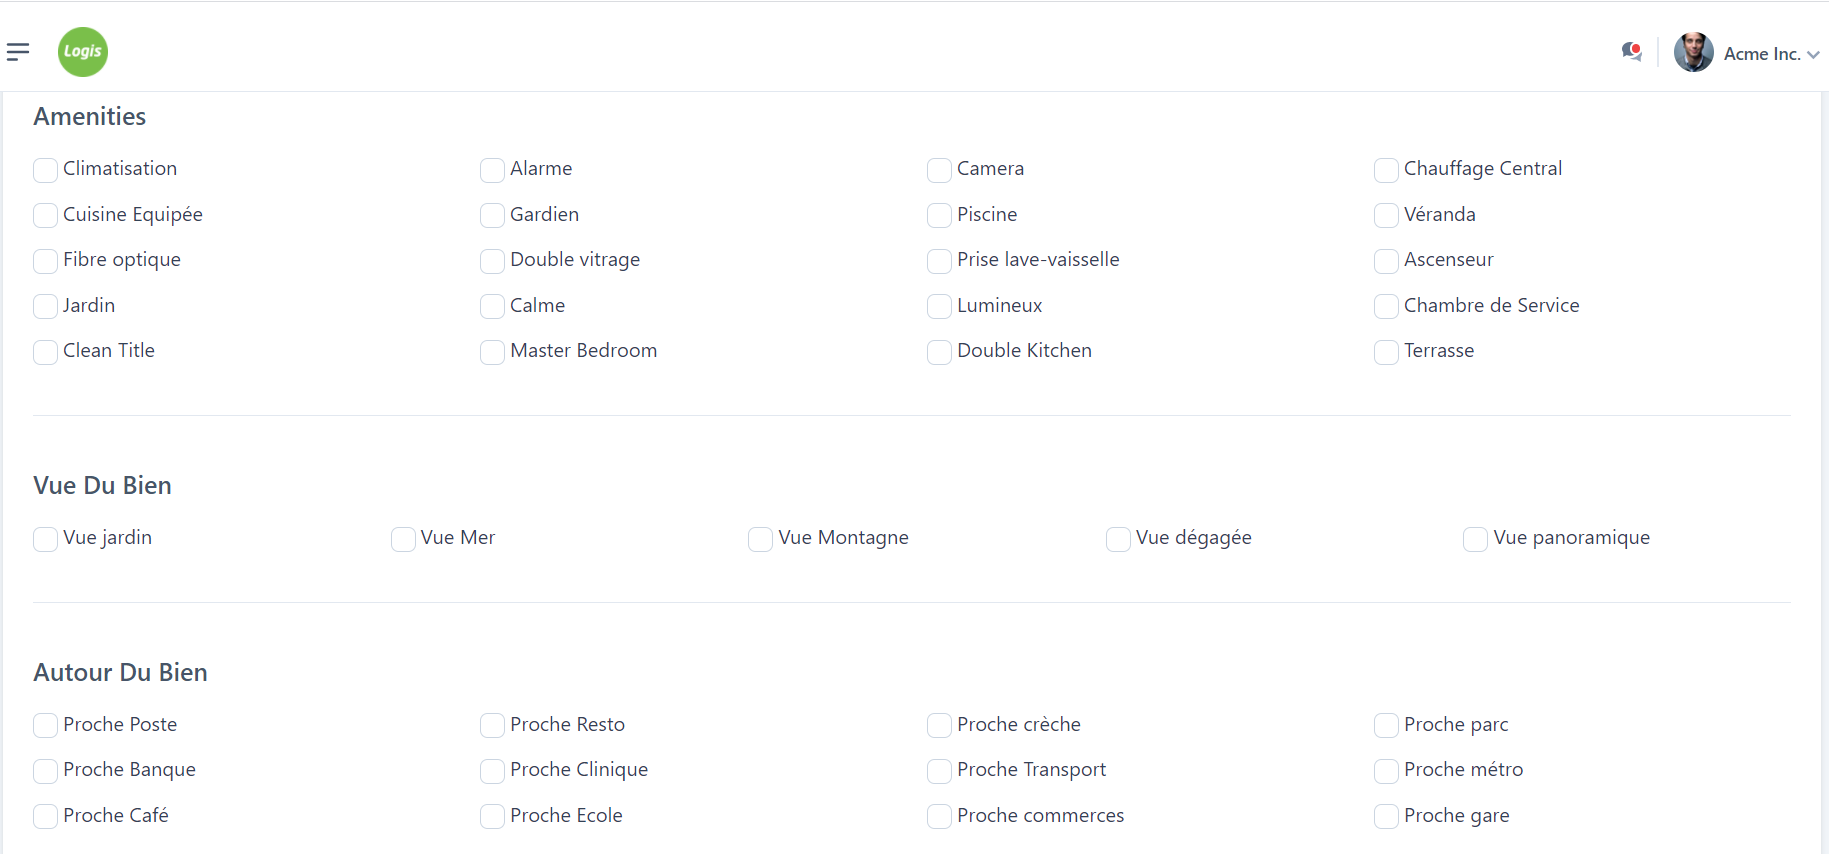 Logis
Acme Inc.
Amenities
Climatisation Alarme Camera Chauffage Central
Cuisine Equipée Gardien Piscine Véranda
Fibre optique Double vitrage Prise lave-vaisselle Ascenseur
Jardin Calme Lumineux Chambre de Service
Clean Title Master Bedroom Double Kitchen Terrasse
Vue Du Bien
Vue jardin Vue Mer Vue Montagne Vue dégagée Vue panoramique
Autour Du Bien
Proche Poste Proche Resto Proche crèche Proche parc
Proche Banque Proche Clinique Proche Transport Proche métro
Proche Café Proche Ecole Proche commerces Proche gare